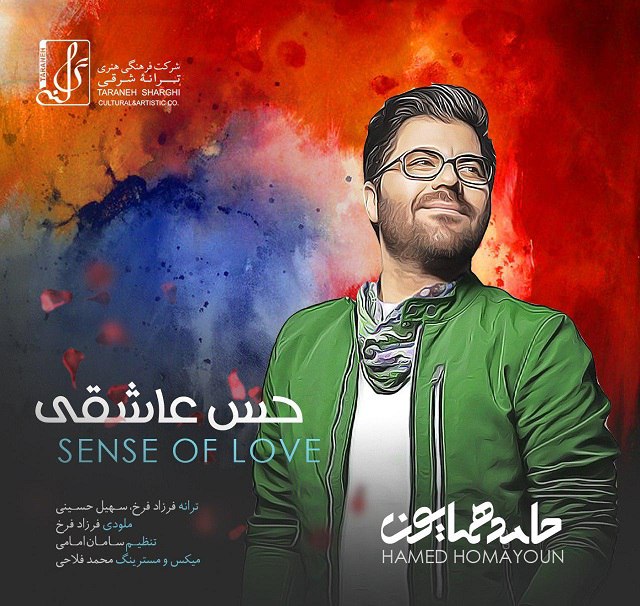 TARANEH
شرکت فرهنگی هنری
ترانهٔ شرقی
TARANEH SHARGHI
CULTURAL&ARTISTIC CO.
حس عاشقی
SENSE OF LOVE
ترانه فرزاد فرخ، سهیل حسینی
ملودی فرزاد فرخ
تنظیم سامان امامی
میکس و مسترینگ محمد فلاحی
حامد همایون
HAMED HOMAYOUN